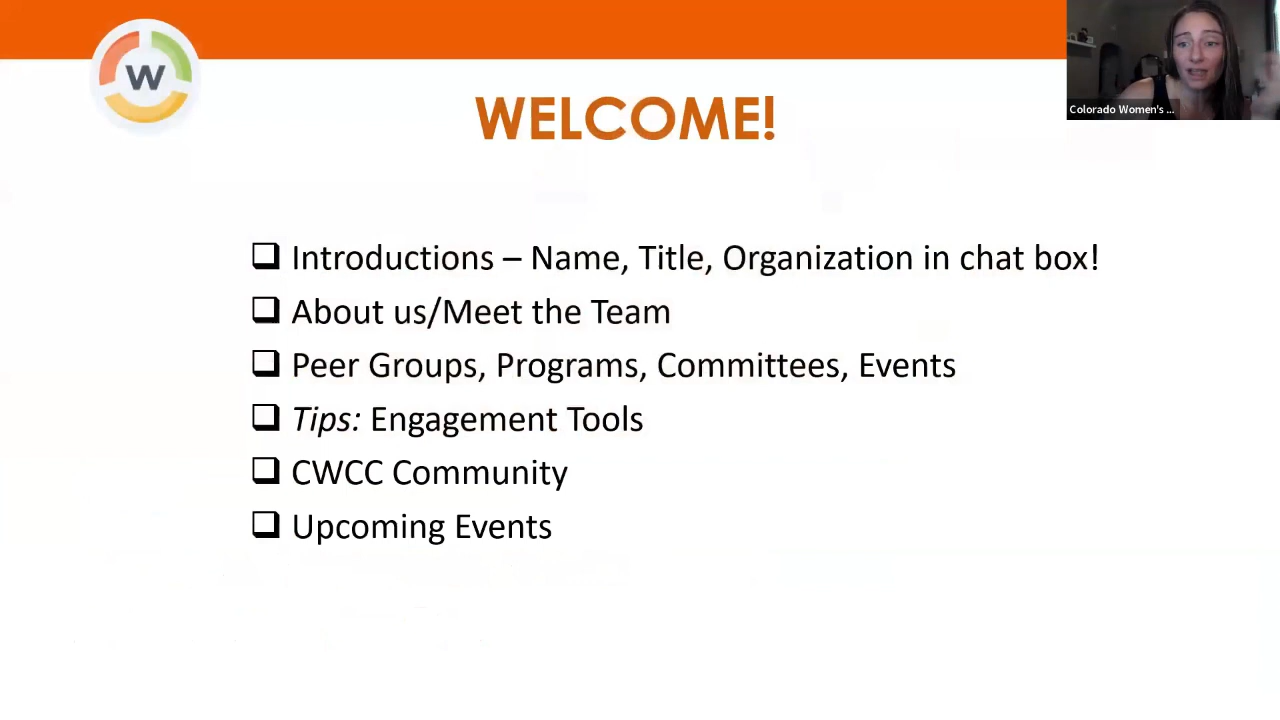 W
Colorado Women's ...
WELCOME!
❑ Introductions – Name, Title, Organization in chat box!
❑ About us/Meet the Team
❑ Peer Groups, Programs, Committees, Events
❑ Tips: Engagement Tools
❑ CWCC Community
❑ Upcoming Events